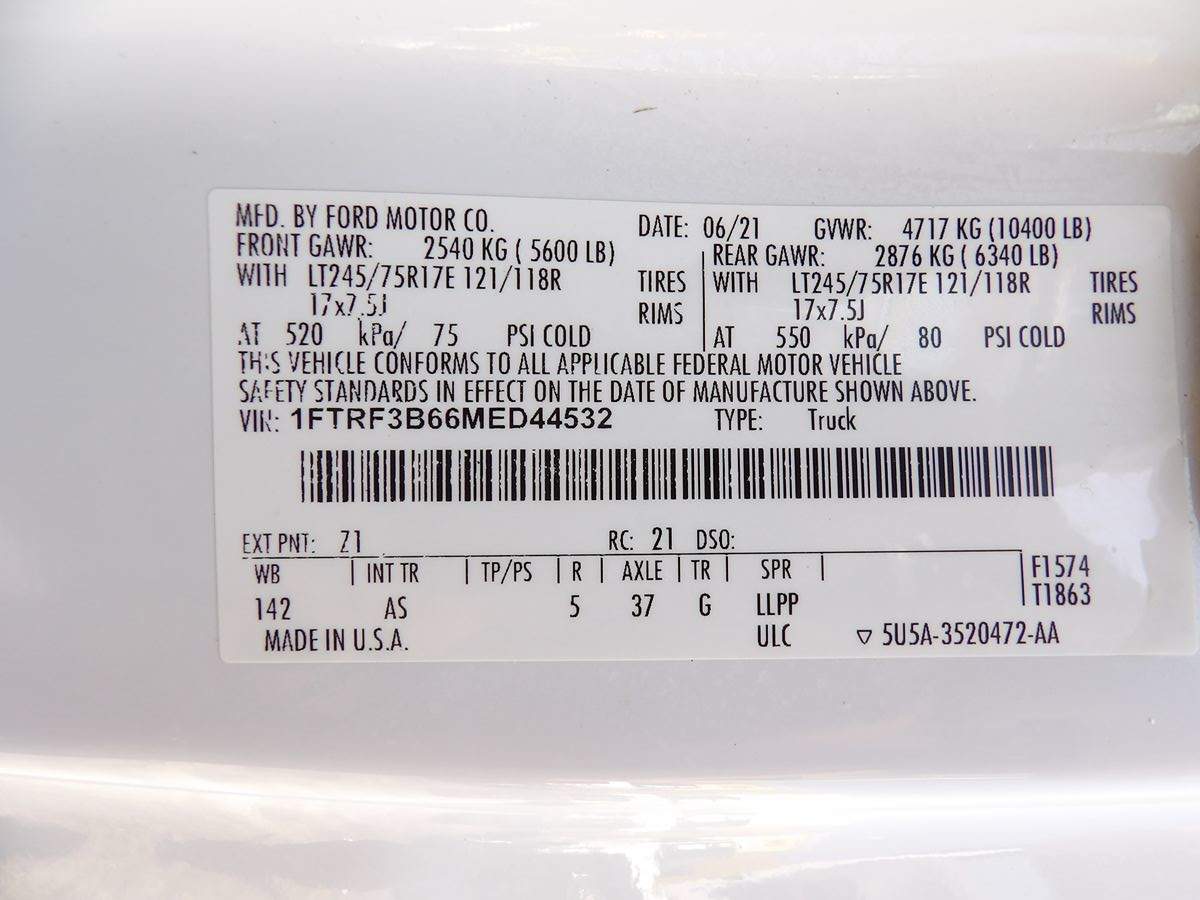 MFD. BY FORD MOTOR CO. DATE: 06/21 GVWR: 4717 KG (10400 LB)
FRONT GAWR: 2540 KG ( 5600 LB) REAR GAWR: 2876 KG ( 6340 LB)
WITH LT245/75R17E 121/118R TIRES WITH LT245/75R17E 121/118R TIRES
17x7.5J RIMS 17x7.5J RIMS
AT 520 kPa/ 75 PSI COLD AT 550 kPa/ 80 PSI COLD
THIS VEHICLE CONFORMS TO ALL APPLICABLE FEDERAL MOTOR VEHICLE
SAFETY STANDARDS IN EFFECT ON THE DATE OF MANUFACTURE SHOWN ABOVE.
VIN: 1FTRF3B66MED44532 TYPE: Truck
EXT PNT: Z1 RC: 21 DSO:
WB | INT TR | TP/PS | R | AXLE | TR | SPR | F1574
142 AS 5 37 G LLPP T1863
MADE IN U.S.A. ULC ▽ 5U5A-3520472-AA